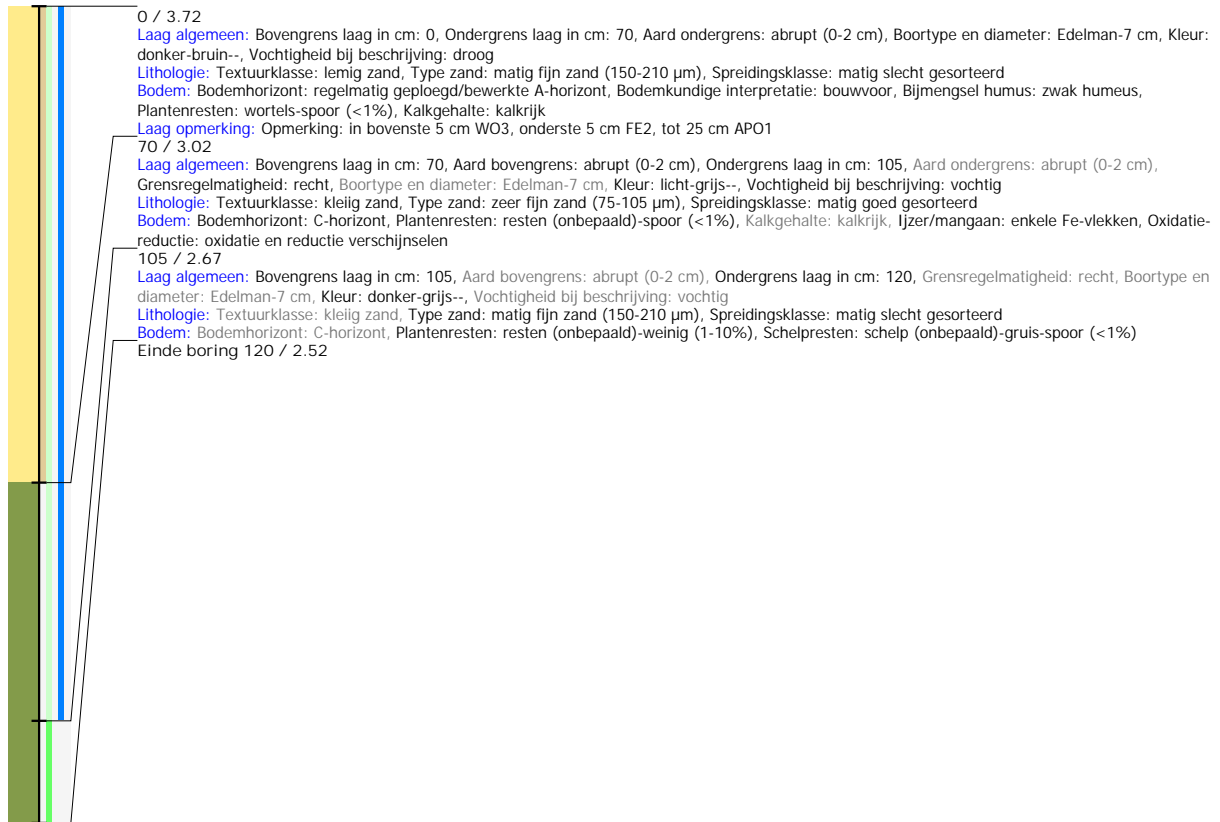 0 / 3.72
Laag algemeen: Bovengrens laag in cm: 0, Ondergrens laag in cm: 70, Aard ondergrens: abrupt (0-2 cm), Boortype en diameter: Edelman-7 cm, Kleur:
donker-bruin--, Vochtigheid bij beschrijving: droog
Lithologie: Textuurklasse: lemig zand, Type zand: matig fijn zand (150-210 µm), Spreidingsklasse: matig slecht gesorteerd
Bodem: Bodemhorizont: regelmatig geploegd/bewerkte A-horizont, Bodemkundige interpretatie: bouwvoor, Bijmengsel humus: zwak humeus,
Plantenresten: wortels-spoor (<1%), Kalkgehalte: kalkrijk
Laag opmerking: Opmerking: in bovenste 5 cm WO3, onderste 5 cm FE2, tot 25 cm APO1
70 / 3.02
Laag algemeen: Bovengrens laag in cm: 70, Aard bovengrens: abrupt (0-2 cm), Ondergrens laag in cm: 105, Aard ondergrens: abrupt (0-2 cm),
Grensregelmatigheid: recht, Boortype en diameter: Edelman-7 cm, Kleur: licht-grijs--, Vochtigheid bij beschrijving: vochtig
Lithologie: Textuurklasse: kleiig zand, Type zand: zeer fijn zand (75-105 µm), Spreidingsklasse: matig goed gesorteerd
Bodem: Bodemhorizont: C-horizont, Plantenresten: resten (onbepaald)-spoor (<1%), Kalkgehalte: kalkrijk, Ijzer/mangaan: enkele Fe-vlekken, Oxidatie-
reductie: oxidatie en reductie verschijnselen
105 / 2.67
Laag algemeen: Bovengrens laag in cm: 105, Aard bovengrens: abrupt (0-2 cm), Ondergrens laag in cm: 120, Grensregelmatigheid: recht, Boortype en
diameter: Edelman-7 cm, Kleur: donker-grijs--, Vochtigheid bij beschrijving: vochtig
Lithologie: Textuurklasse: kleiig zand, Type zand: matig fijn zand (150-210 µm), Spreidingsklasse: matig slecht gesorteerd
Bodem: Bodemhorizont: C-horizont, Plantenresten: resten (onbepaald)-weinig (1-10%), Schelpresten: schelp (onbepaald)-gruis-spoor (<1%)
Einde boring 120 / 2.52